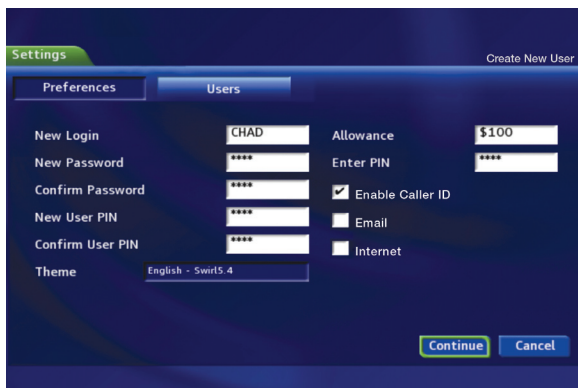 Settings
Create New User
Preferences
Users
New Login CHAD
Allowance $100
New Password ****
Enter PIN ****
Confirm Password ****
Enable Caller ID
New User PIN ****
Email
Confirm User PIN ****
Internet
Theme English - Swirl5.4
Continue
Cancel